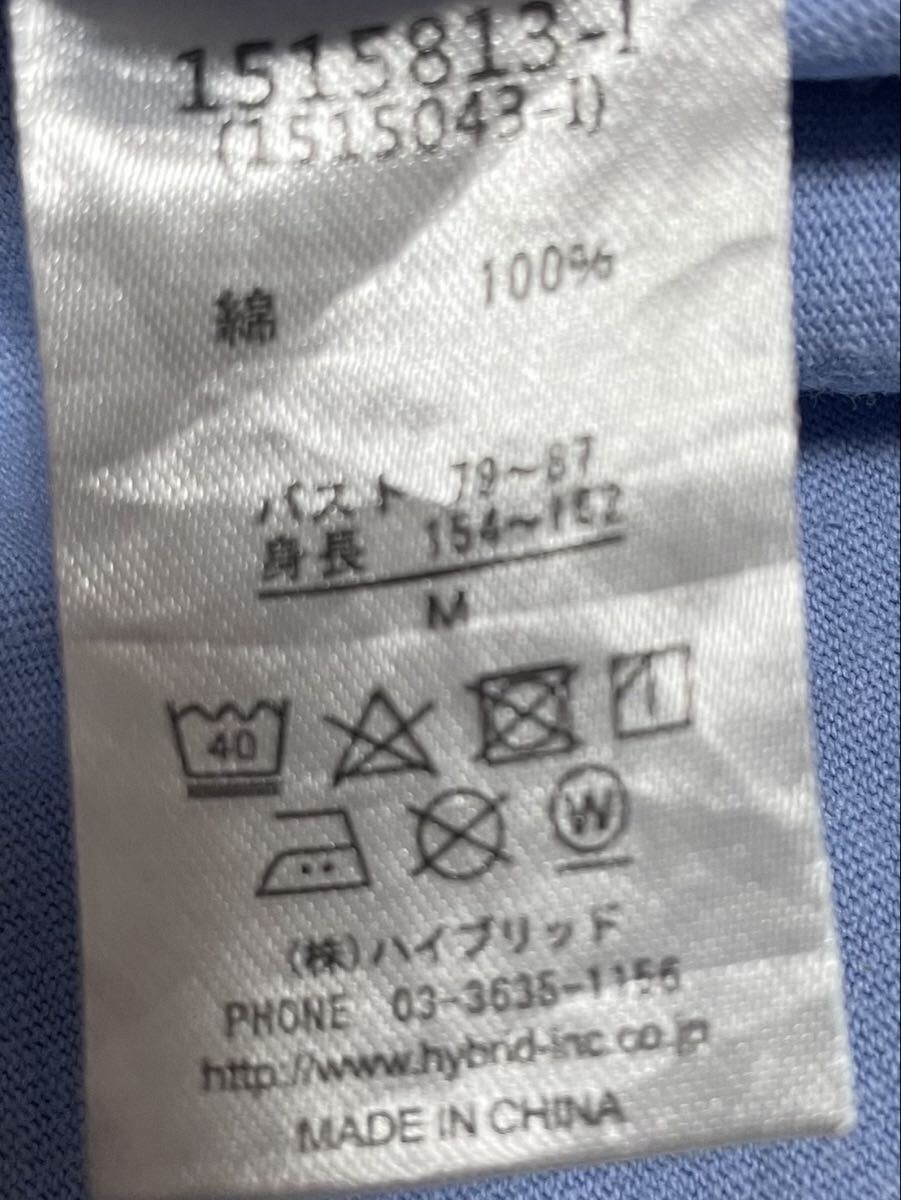 1515813-1
(1515043-1)
綿 100%
バスト 79～87
身長 154～162
M
40
W
(株)ハイブリッド
PHONE 03-3635-1156
http://www.hybrid-inc.co.jp
MADE IN CHINA